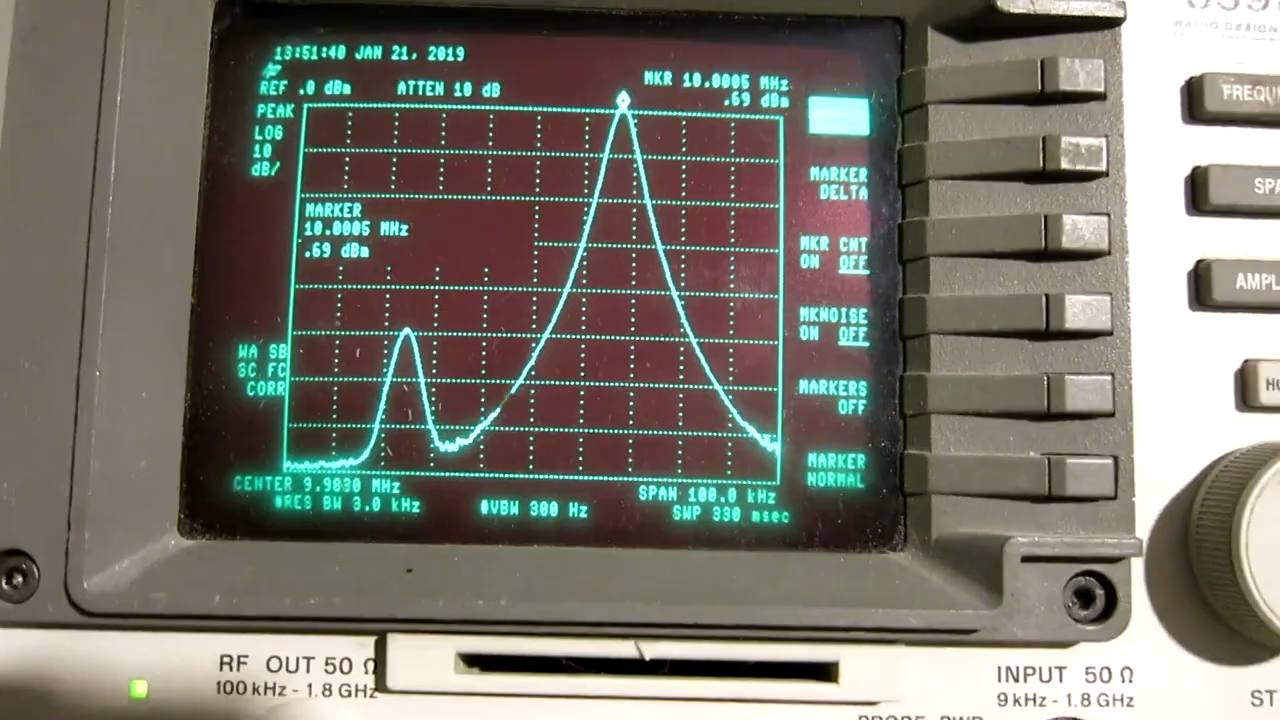 13:51:40 JAN 21, 2019
REF .0 dBm ATTEN 10 dB
MKR 10.0005 MHz
.69 dBm
PEAK
LOG
10
dB/
MARKER
10.0005 MHz
.69 dBm
WA SB
SC FC
CORR
CENTER 9.9830 MHz
SPAN 100.0 kHz
#RES BW 3.0 kHz
#VBW 300 Hz
SWP 330 msec
MARKER
DELTA
MKR CNT
ON OFF
MKNOISE
ON OFF
MARKERS
OFF
MARKER
NORMAL
RF OUT 50 Ω
100 kHz - 1.8 GHz
INPUT 50 Ω
9 kHz - 1.8 GHz
FREQU
SPA
AMPL
ST